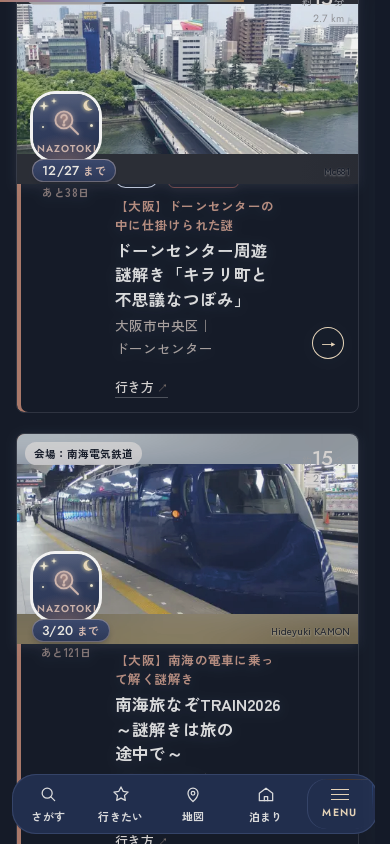 2.7 km
NAZOTOKI
12/27 まで
あと38日
【大阪】ドーンセンターの
中に仕掛けられた謎
ドーンセンター周遊
謎解き「キラリ町と
不思議なつぼみ」
大阪市中央区｜
ドーンセンター
→
行き方 ↗
会場：南海電気鉄道
15
NAZOTOKI
3/20 まで
Hideyuki KAMON
あと121日
【大阪】南海の電車に乗っ
て解く謎解き
南海旅なぞTRAIN2026
～謎解きは旅の
途中で～
さがす
行きたい
地図
泊まり
MENU
行き方 ↗